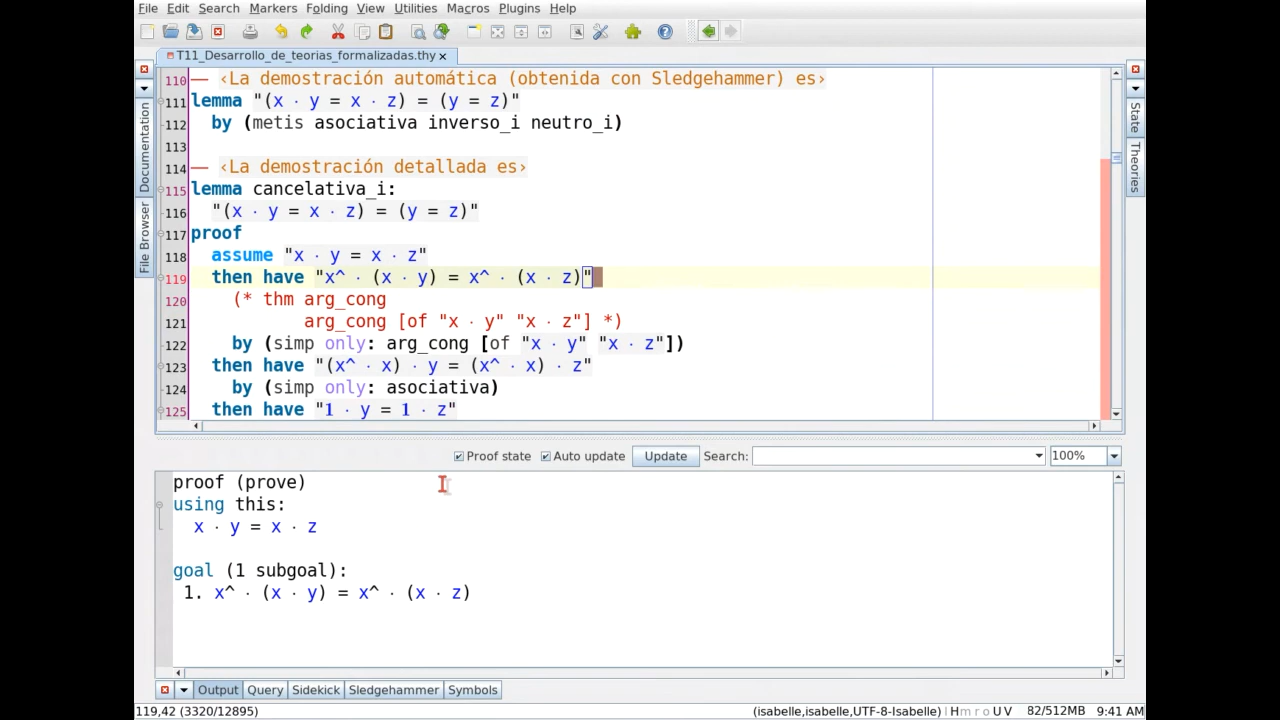 File Edit Search Markers Folding View Utilities Macros Plugins Help
T11_Desarrollo_de_teorias_formalizadas.thy
110 — ‹La demostración automática (obtenida con Sledgehammer) es›
111 lemma "(x · y = x · z) = (y = z)"
112 by (metis asociativa inverso_i neutro_i)
113
114 — ‹La demostración detallada es›
115 lemma cancelativa_i:
116 "(x · y = x · z) = (y = z)"
117 proof
118 assume "x · y = x · z"
119 then have "x^ · (x · y) = x^ · (x · z)"
120 (* thm arg_cong
121 arg_cong [of "x · y" "x · z"] *)
122 by (simp only: arg_cong [of "x · y" "x · z"])
123 then have "(x^ · x) · y = (x^ · x) · z"
124 by (simp only: asociativa)
125 then have "1 · y = 1 · z"
Documentation
File Browser
State
Theories
Proof state Auto update Update Search: 100%
proof (prove)
using this:
x · y = x · z
goal (1 subgoal):
1. x^ · (x · y) = x^ · (x · z)
Output Query Sidekick Sledgehammer Symbols
119,42 (3320/12895) (isabelle,isabelle,UTF-8-Isabelle) H m r o U V 82/512MB 9:41 AM